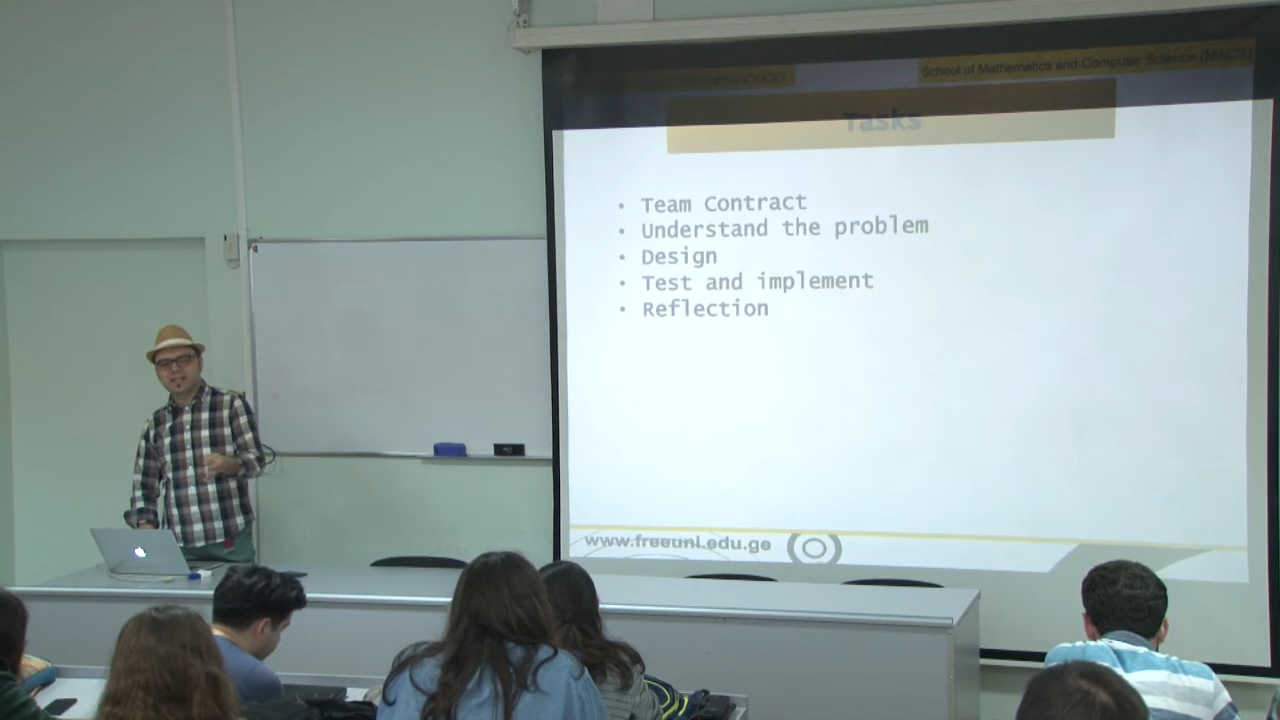 School of Mathematics and Computer Science (MACS)
Tasks
• Team Contract
• Understand the problem
• Design
• Test and implement
• Reflection
www.freeuni.edu.ge